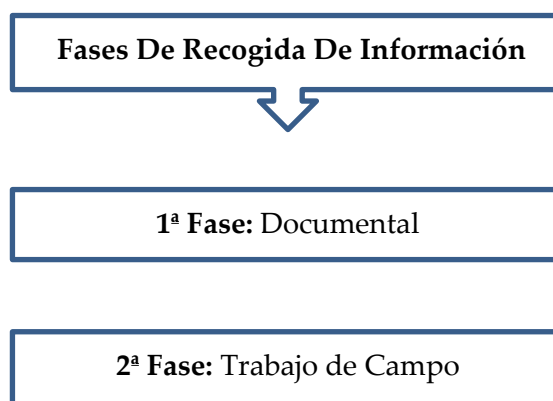 Fases De Recogida De Información
1ª Fase: Documental
2ª Fase: Trabajo de Campo